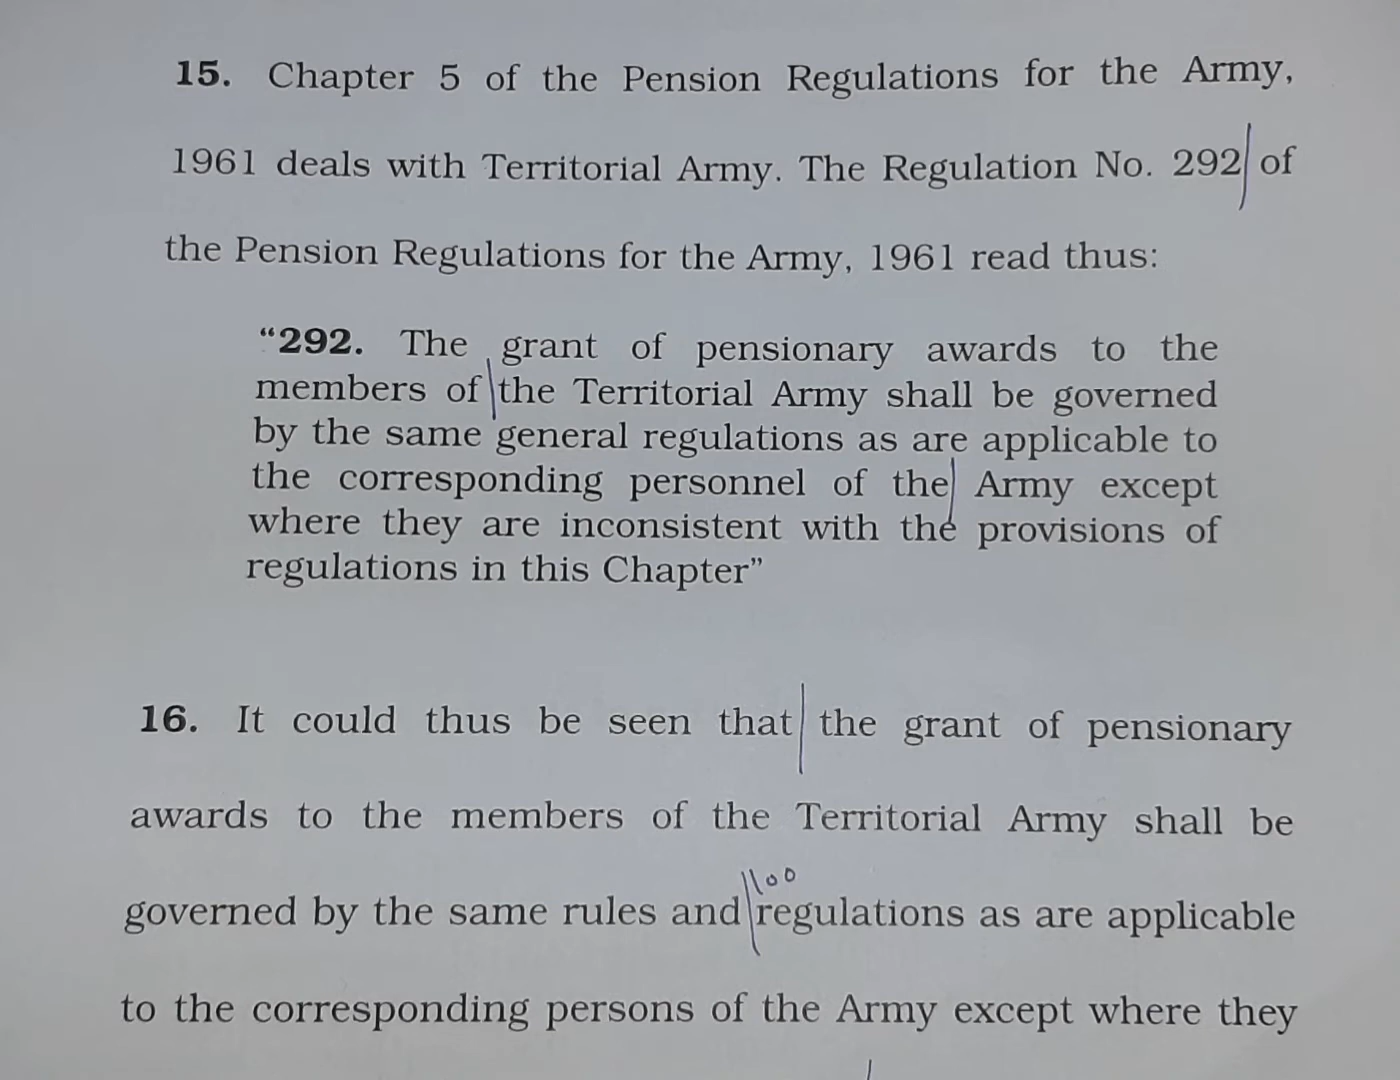 15. Chapter 5 of the Pension Regulations for the Army,
1961 deals with Territorial Army. The Regulation No. 292 of
the Pension Regulations for the Army, 1961 read thus:
“292. The grant of pensionary awards to the
members of the Territorial Army shall be governed
by the same general regulations as are applicable to
the corresponding personnel of the Army except
where they are inconsistent with the provisions of
regulations in this Chapter”
16. It could thus be seen that the grant of pensionary
awards to the members of the Territorial Army shall be
1100
governed by the same rules and regulations as are applicable
to the corresponding persons of the Army except where they